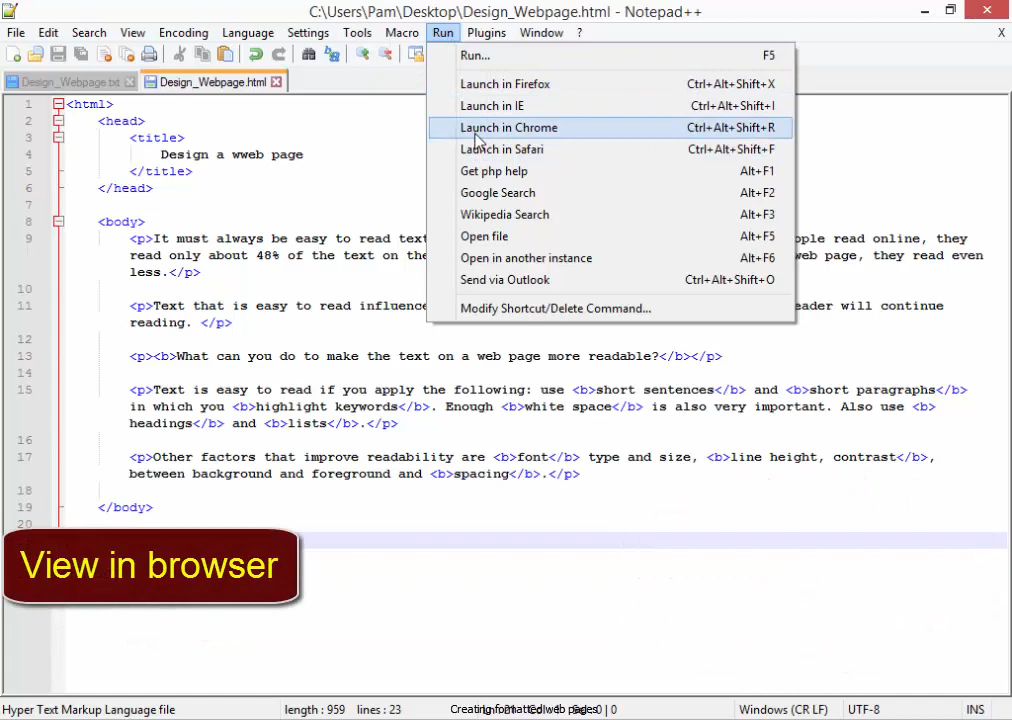 C:\Users\Pam\Desktop\Design_Webpage.html - Notepad++
File Edit Search View Encoding Language Settings Tools Macro Run Plugins Window ? X
Design_Webpage.txt Design_Webpage.html
Run... F5
Launch in Firefox Ctrl+Alt+Shift+X
Launch in IE Ctrl+Alt+Shift+I
Launch in Chrome Ctrl+Alt+Shift+R
Launch in Safari Ctrl+Alt+Shift+F
Get php help Alt+F1
Google Search Alt+F2
Wikipedia Search Alt+F3
Open file Alt+F5
Open in another instance Alt+F6
Send via Outlook Ctrl+Alt+Shift+O
Modify Shortcut/Delete Command...
1 <html>
2 <head>
3 <title>
4 Design a wweb page
5 </title>
6 </head>
7
8 <body>
9 <p>It must always be easy to read text ople read online, they
read only about 48% of the text on the web page, they read even
less.</p>
10
11 <p>Text that is easy to read influence eader will continue
reading. </p>
12
13 <p><b>What can you do to make the text on a web page more readable?</b></p>
14
15 <p>Text is easy to read if you apply the following: use <b>short sentences</b> and <b>short paragraphs</b>
in which you <b>highlight keywords</b>. Enough <b>white space</b> is also very important. Also use <b>
headings</b> and <b>lists</b>.</p>
16
17 <p>Other factors that improve readability are <b>font</b> type and size, <b>line height, contrast</b>,
between background and foreground and <b>spacing</b>.</p>
18
19 </body>
20
View in browser
Hyper Text Markup Language file length : 959 lines : 23 Creating formatted web pages Windows (CR LF) UTF-8 INS